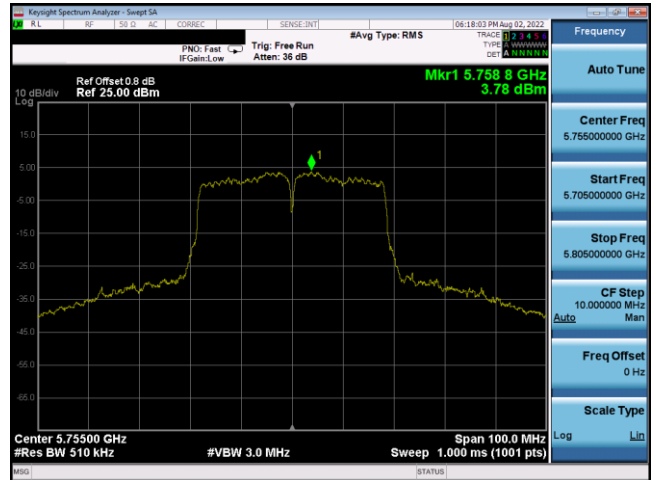 Keysight Spectrum Analyzer - Swept SA
LXI RL RF 50 Ω AC CORREC SENSE:INT 06:18:03 PM Aug 02, 2022
#Avg Type: RMS
TRACE 1 2 3 4 5 6
PNO: Fast Trig: Free Run TYPE A WWWWW
IFGain:Low Atten: 36 dB DET A N N N N N
Ref Offset 0.8 dB Mkr1 5.758 8 GHz
10 dB/div Ref 25.00 dBm 3.78 dBm
Log
1
15.0
5.00
-5.00
-15.0
-25.0
-35.0
-45.0
-55.0
-65.0
Center 5.75500 GHz Span 100.0 MHz
#Res BW 510 kHz #VBW 3.0 MHz Sweep 1.000 ms (1001 pts)
MSG STATUS
Frequency
Auto Tune
Center Freq
5.755000000 GHz
Start Freq
5.705000000 GHz
Stop Freq
5.805000000 GHz
CF Step
10.000000 MHz
Auto Man
Freq Offset
0 Hz
Scale Type
Log Lin